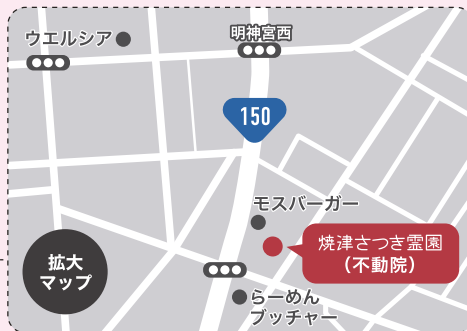 ウエルシア
明神宮西
150
モスバーガー
焼津さつき霊園
（不動院）
拡大
マップ
らーめん
ブッチャー